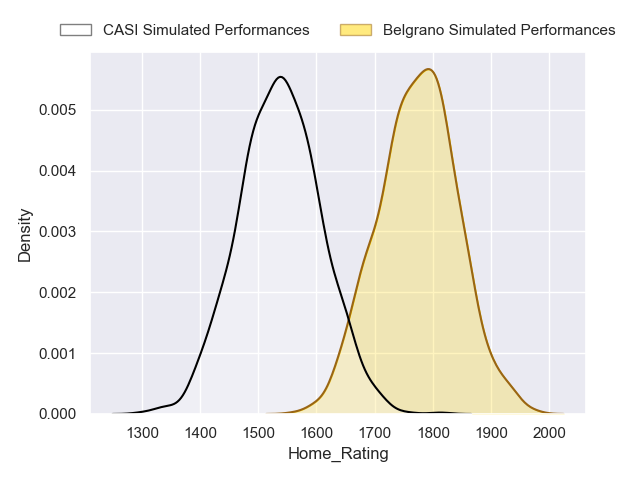 CASI Simulated Performances Belgrano Simulated Performances
0.005
0.004
0.003
0.002
0.001
0.000
Density
1300 1400 1500 1600 1700 1800 1900 2000
Home_Rating